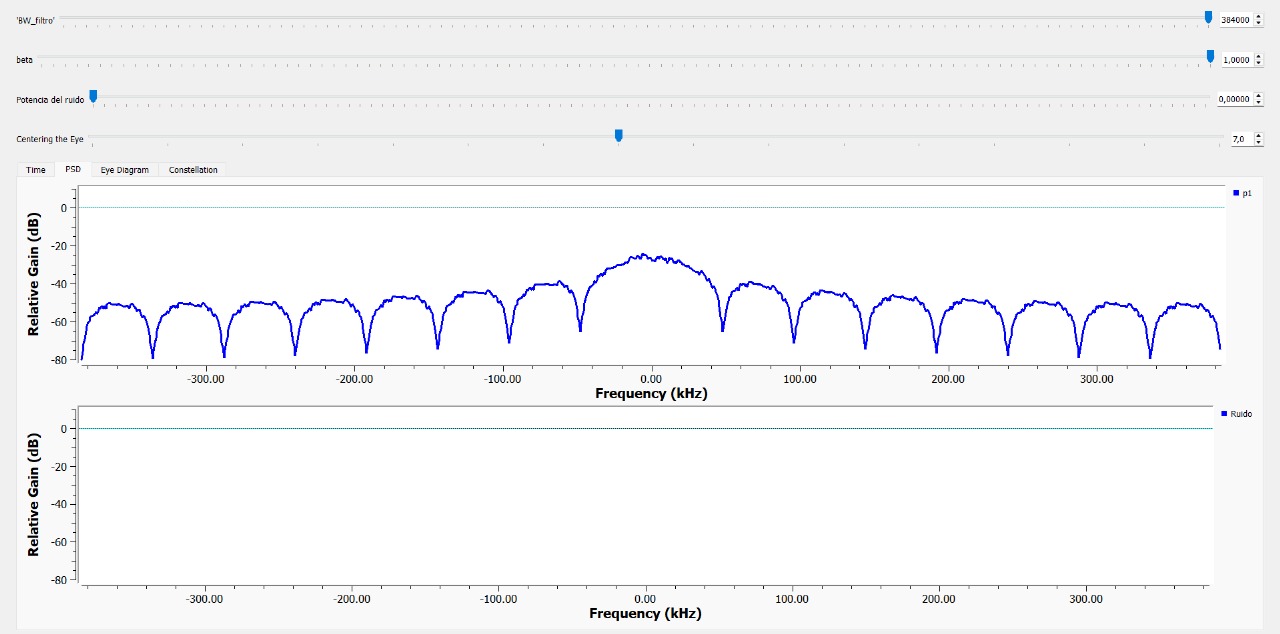 'BW_filtro' 384000
beta 1,0000
Potencia del ruido 0,00000
Centering the Eye 7,0
Time PSD Eye Diagram Constellation
p1
Relative Gain (dB)
0
-20
-40
-60
-80
-300.00 -200.00 -100.00 0.00 100.00 200.00 300.00
Frequency (kHz)
Ruido
Relative Gain (dB)
0
-20
-40
-60
-80
-300.00 -200.00 -100.00 0.00 100.00 200.00 300.00
Frequency (kHz)